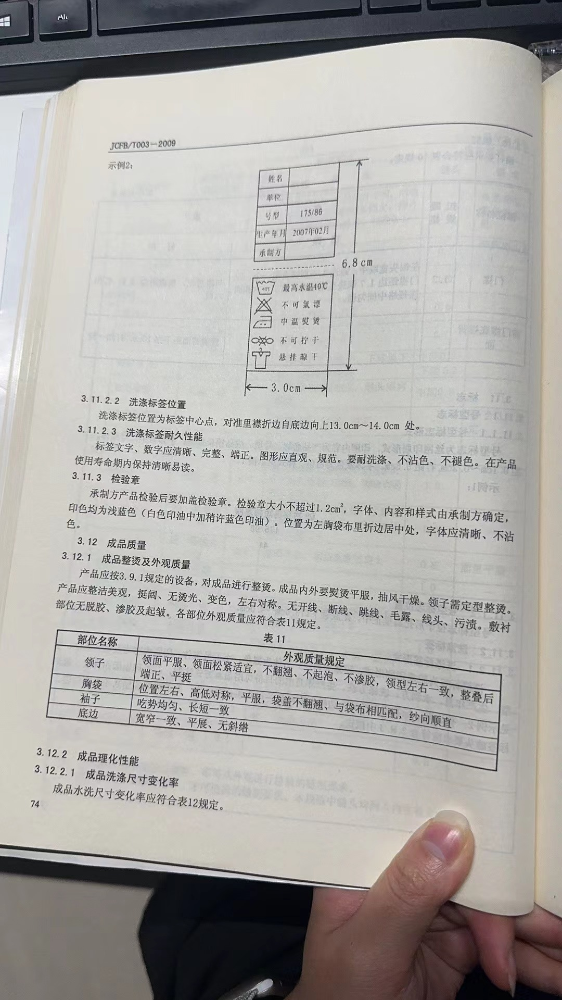 Alt
JCFB/T003—2009
示例2：
姓名
单位
号型 175/86
生产年月 2007年02月
承制方
6.8cm
40℃ 最高水温40℃
不可氯漂
中温熨烫
不可拧干
悬挂晾干
3.0cm
3.11.2.2 洗涤标签位置
洗涤标签位置为标签中心点，对准里襟折边自底边向上13.0cm～14.0cm 处。
3.11.2.3 洗涤标签耐久性能
标签文字、数字应清晰、完整、端正。图形应直观、规范。要耐洗涤、不沾色、不褪色。在产品
使用寿命期内保持清晰易读。
3.11.3 检验章
承制方产品检验后要加盖检验章。检验章大小不超过1.2cm²，字体、内容和样式由承制方确定，
印色均为浅蓝色（白色印油中加稍许蓝色印油）。位置为左胸袋布里折边居中处，字体应清晰、不沾
色。
3.12 成品质量
3.12.1 成品整烫及外观质量
产品应按3.9.1规定的设备，对成品进行整烫。成品内外要熨烫平服，抽风干燥。领子需定型整烫。
产品应整洁美观，挺阔、无烫光、变色，左右对称。无开线、断线、跳线、毛露、线头、污渍。敷衬
部位无脱胶、渗胶及起皱。各部位外观质量应符合表11规定。
表 11
部位名称 外观质量规定
领子 领面平服、领面松紧适宜，不翻翘、不起泡、不渗胶，领型左右一致，整叠后
端正、平挺
胸袋 位置左右、高低对称，平服，袋盖不翻翘、与袋布相匹配，纱向顺直
袖子 吃势均匀、长短一致
底边 宽窄一致、平展、无斜绺
3.12.2 成品理化性能
3.12.2.1 成品洗涤尺寸变化率
成品水洗尺寸变化率应符合表12规定。
74